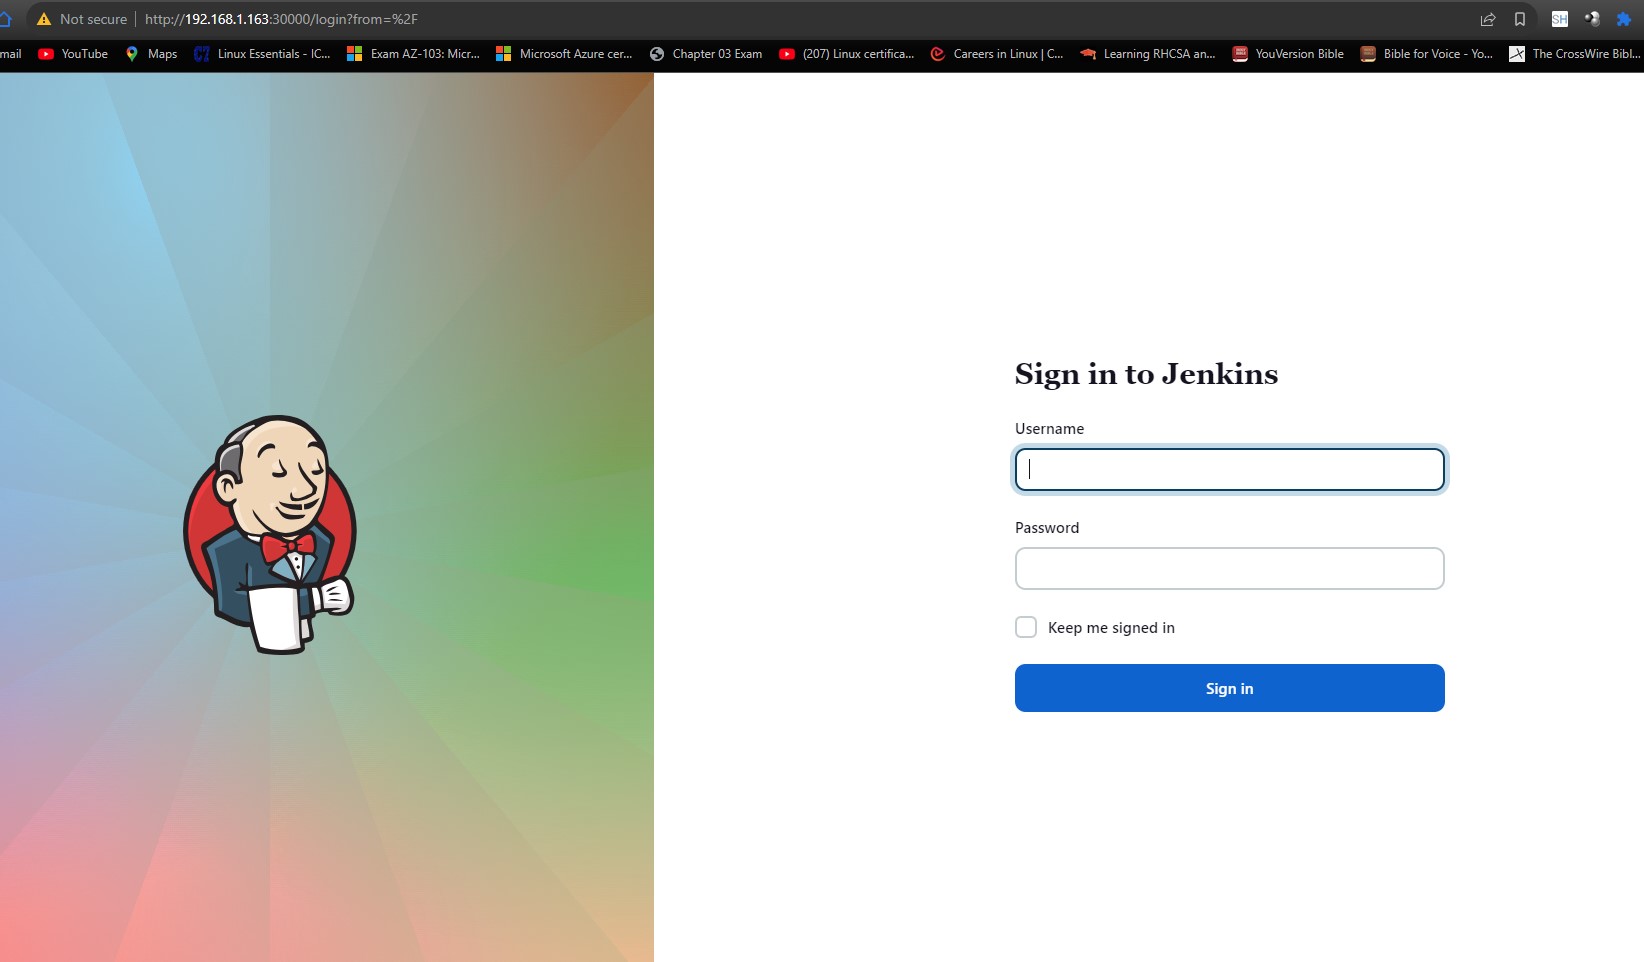 Not secure http://192.168.1.163:30000/login?from=%2F SH
mail YouTube Maps Linux Essentials - IC... Exam AZ-103: Micr... Microsoft Azure cer... Chapter 03 Exam (207) Linux certifica... Careers in Linux | C... Learning RHCSA an... YouVersion Bible Bible for Voice - Yo... The CrossWire Bibl...
Sign in to Jenkins
Username
Password
Keep me signed in
Sign in